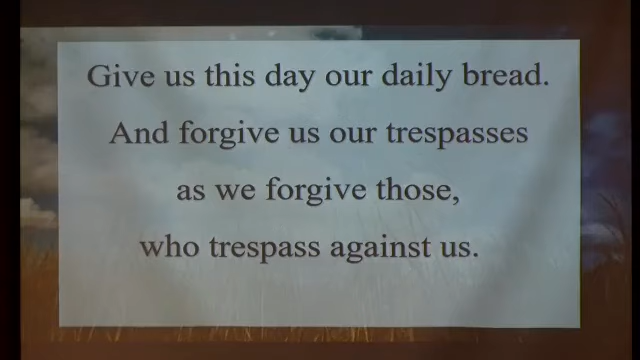 Give us this day our daily bread.
And forgive us our trespasses
as we forgive those,
who trespass against us.